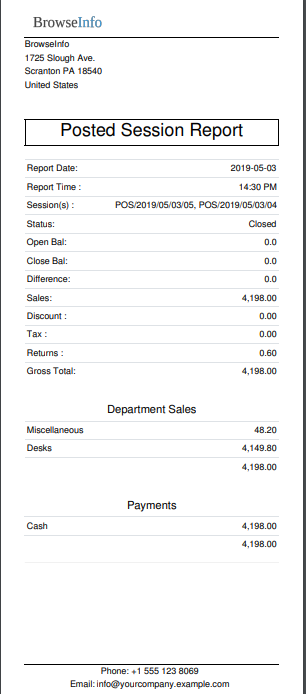 BrowseInfo
BrowseInfo
1725 Slough Ave.
Scranton PA 18540
United States
Posted Session Report
Report Date: 2019-05-03
Report Time : 14:30 PM
Session(s) : POS/2019/05/03/05, POS/2019/05/03/04
Status: Closed
Open Bal: 0.0
Close Bal: 0.0
Difference: 0.0
Sales: 4,198.00
Discount : 0.00
Tax : 0.00
Returns : 0.60
Gross Total: 4,198.00
Department Sales
Miscellaneous 48.20
Desks 4,149.80
4,198.00
Payments
Cash 4,198.00
4,198.00
Phone: +1 555 123 8069
Email: info@yourcompany.example.com